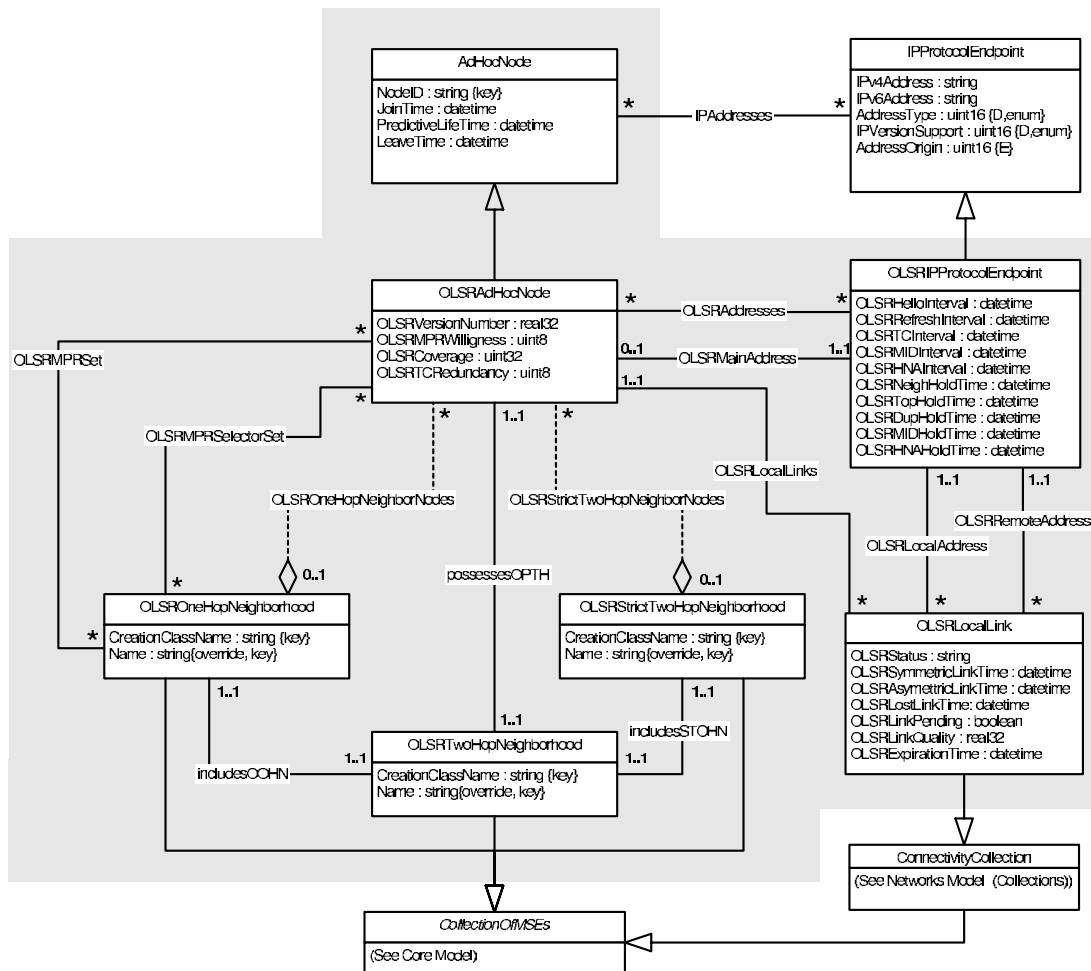 AdHocNode
NodeID : string {key}
JoinTime : datetime
PredictiveLifeTime : datetime
LeaveTime : datetime
*
IPAddresses
*
IPProtocolEndpoint
IPv4Address : string
IPv6Address : string
AddressType : uint16 {D,enum}
IPVersionSupport : uint16 {D,enum}
AddressOrigin : uint16 {E}
OLSRAdHocNode
OLSRVersionNumber : real32
OLSRMPRWilligness : uint8
OLSRCoverage : uint32
OLSRTCRedundancy : uint8
*
OLSRAddresses
*
0..1
OLSRMainAddress
1..1
1..1
OLSRIPProtocolEndpoint
OLSRHelloInterval : datetime
OLSRRefreshInterval : datetime
OLSRTCInterval : datetime
OLSRMIDInterval : datetime
OLSRHNAInterval : datetime
OLSRNeighHoldTime : datetime
OLSRTopHoldTime : datetime
OLSRDupHoldTime : datetime
OLSRMIDHoldTime : datetime
OLSRHNAHoldTime : datetime
*
OLSRMPRSet
*
*
1..1
*
OLSRMPRSelectorSet
OLSRLocalLinks
1..1
1..1
OLSROneHopNeighborNodes
OLSRStrictTwoHopNeighborNodes
OLSRRemoteAddress
OLSRLocalAddress
possessesOPTH
*
0..1
0..1
*
*
*
*
OLSROneHopNeighborhood
CreationClassName : string {key}
Name : string{override, key}
OLSRStrictTwoHopNeighborhood
CreationClassName : string {key}
Name : string{override, key}
OLSRLocalLink
OLSRStatus : string
OLSRSymmetricLinkTime : datetime
OLSRAsymettricLinkTime : datetime
OLSRLostLinkTime: datetime
OLSRLinkPending : boolean
OLSRLinkQuality : real32
OLSRExpirationTime : datetime
1..1
1..1
1..1
includesSTOHN
includesOOHN
1..1
1..1
OLSRTwoHopNeighborhood
CreationClassName : string {key}
Name : string{override, key}
ConnectivityCollection
(See Networks Model (Collections))
CollectionOfMSEs
(See Core Model)